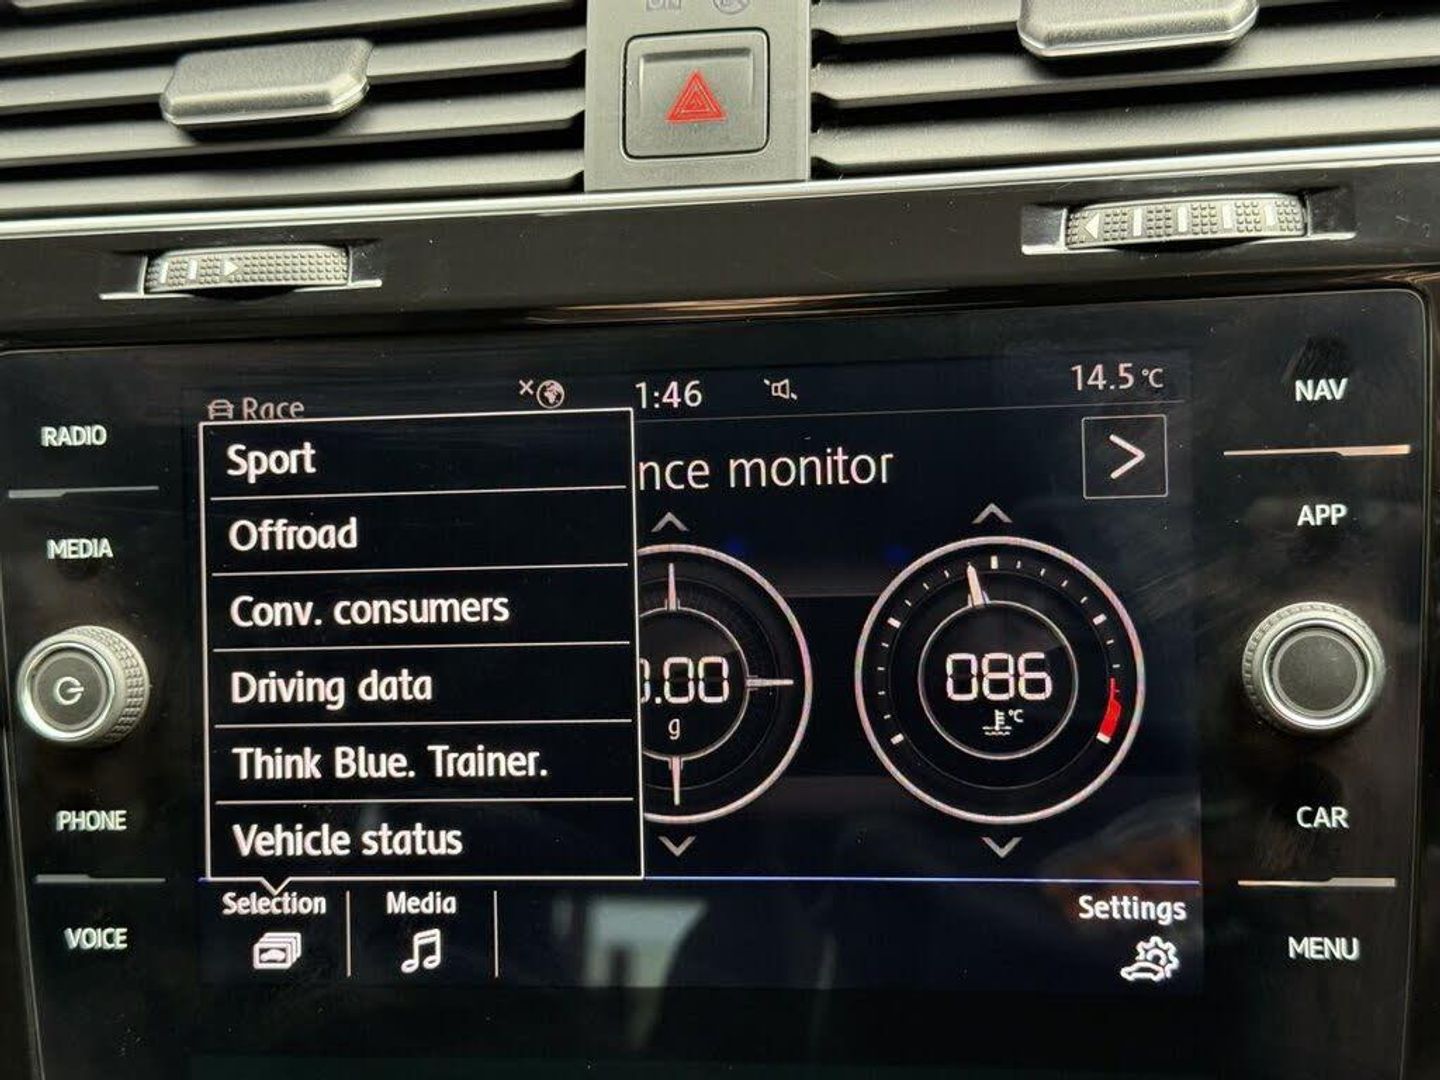 RADIO
MEDIA
PHONE
VOICE
Race
1:46
14.5 °C
nce monitor
>
Sport
Offroad
Conv. consumers
Driving data
Think Blue. Trainer.
Vehicle status
.00
g
086
°C
Selection
Media
Settings
NAV
APP
CAR
MENU